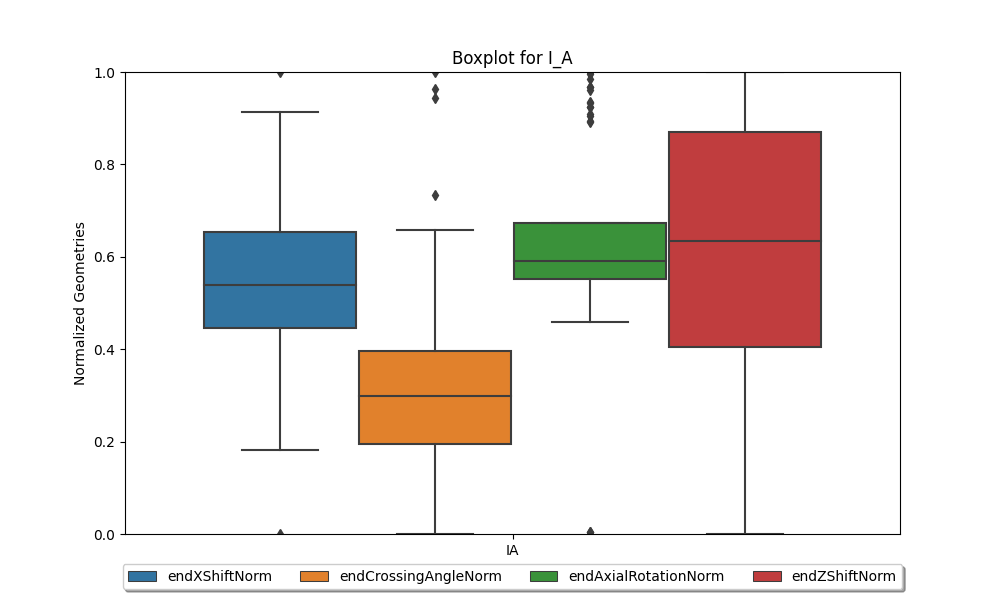 Boxplot for I_A
1.0
0.8
0.6
0.4
0.2
0.0
Normalized Geometries
IA
endXShiftNorm endCrossingAngleNorm endAxialRotationNorm endZShiftNorm